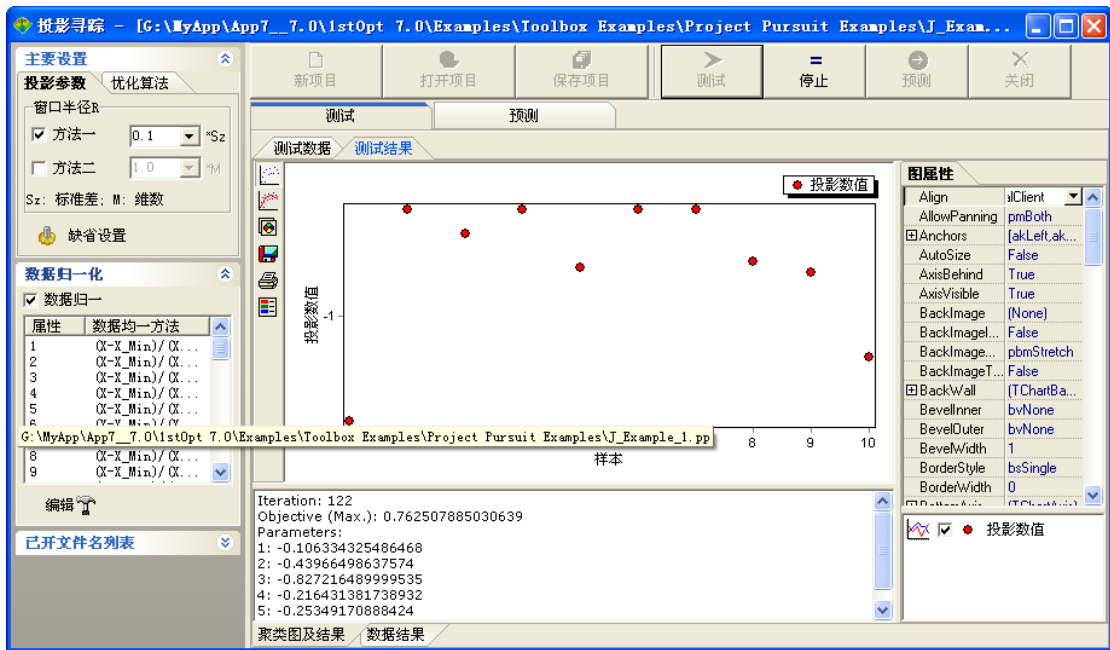 投影寻踪 - [G:\MyApp\App7__7.0\1stOpt 7.0\Examples\Toolbox Examples\Project Pursuit Examples\J_Exam...
主要设置
投影参数 优化算法
窗口半径R
方法一 0.1 *Sz
方法二 1.0 *M
Sz: 标准差; M: 维数
缺省设置
数据归一化
数据归一
属性 数据均一方法
1 (X-X_Min)/(X...
2 (X-X_Min)/(X...
3 (X-X_Min)/(X...
4 (X-X_Min)/(X...
5 (X-X_Min)/(X...
8 (X-X_Min)/(X...
9 (X-X_Min)/(X...
编辑
已开文件名列表
新项目 打开项目 保存项目 测试 停止 预测 关闭
测试 预测
测试数据 测试结果
投影数值
投影数值
-1
8 9 10
样本
G:\MyApp\App7__7.0\1stOpt 7.0\Examples\Toolbox Examples\Project Pursuit Examples\J_Example_1.pp
Iteration: 122
Objective (Max.): 0.762507885030639
Parameters:
1: -0.106334325486468
2: -0.43966498637574
3: -0.827216489999535
4: -0.216431381738932
5: -0.25349170888424
聚类图及结果 数据结果
图属性
Align alClient
AllowPanning pmBoth
Anchors [akLeft,ak...
AutoSize False
AxisBehind True
AxisVisible True
BackImage (None)
BackImageI... False
BackImage... pbmStretch
BackImageT... False
BackWall (TChartBa...
BevelInner bvNone
BevelOuter bvNone
BevelWidth 1
BorderStyle bsSingle
BorderWidth 0
投影数值